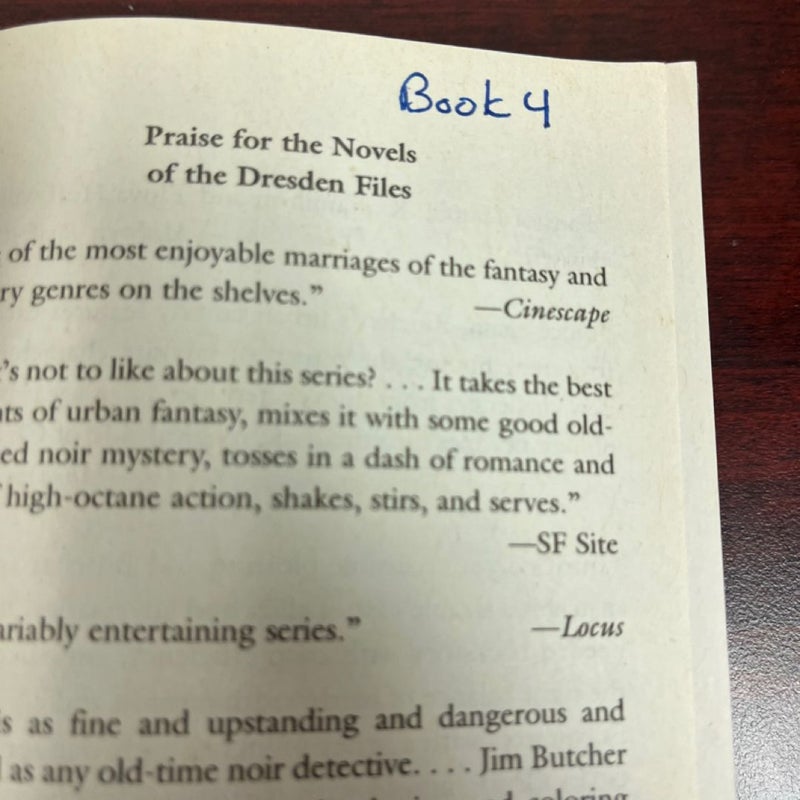 Book 4
Praise for the Novels
of the Dresden Files
of the most enjoyable marriages of the fantasy and
ry genres on the shelves.”
—Cinescape
’s not to like about this series? . . . It takes the best
ts of urban fantasy, mixes it with some good old-
ed noir mystery, tosses in a dash of romance and
high-octane action, shakes, stirs, and serves.”
—SF Site
ariably entertaining series.”
—Locus
s as fine and upstanding and dangerous and
as any old-time noir detective. . . . Jim Butcher
coloring